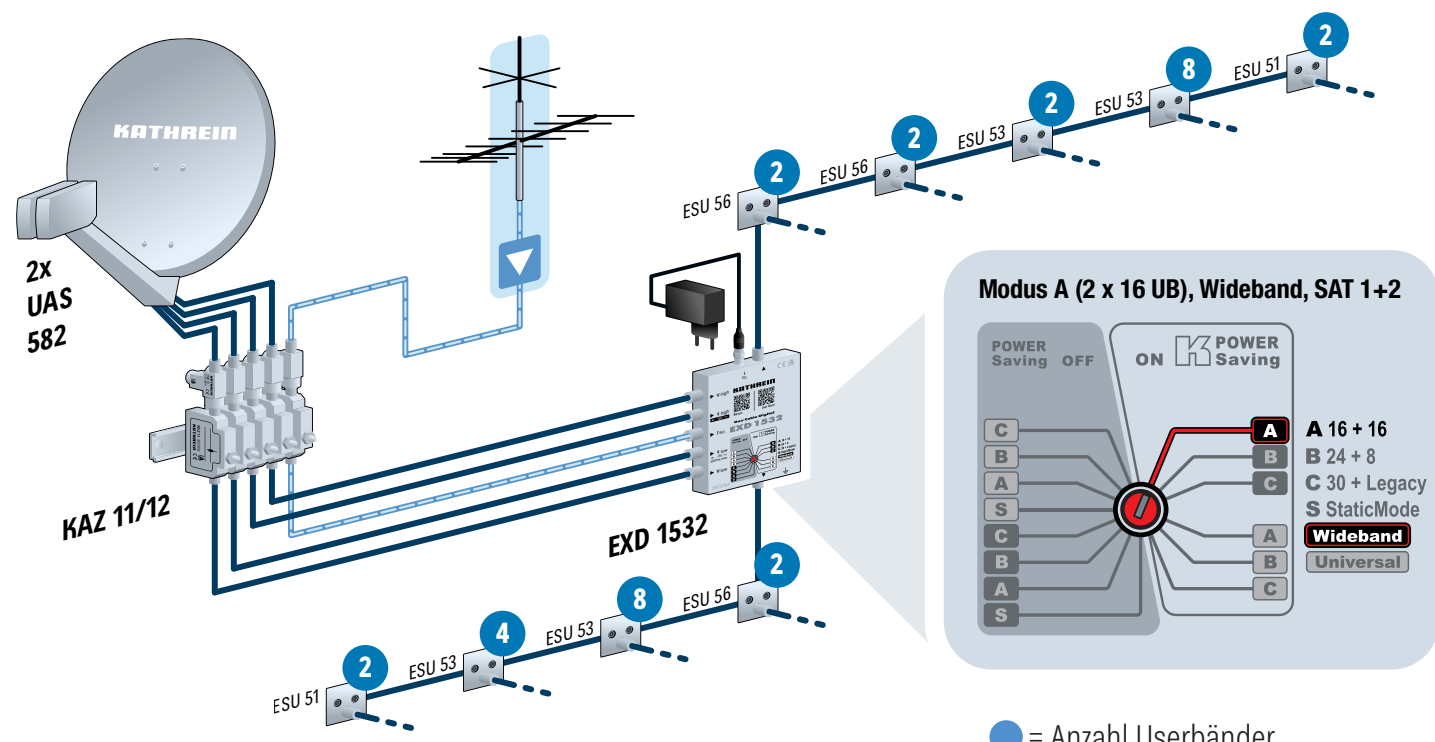 KATHREIN
2x
UAS
582
KAZ 11/12
EXD 1532
KATHREIN
EXD 1532
ESU 56
2
ESU 56
2
ESU 53
2
ESU 53
8
ESU 51
2
ESU 51
2
ESU 53
4
ESU 53
8
ESU 56
2
Modus A (2 x 16 UB), Wideband, SAT 1+2
POWER
Saving OFF
ON POWER
Saving
C
B
A
S
C
B
A
S
A
B
C
A
B
C
A 16 + 16
B 24 + 8
C 30 + Legacy
S StaticMode
Wideband
Universal
= Anzahl Userbänder